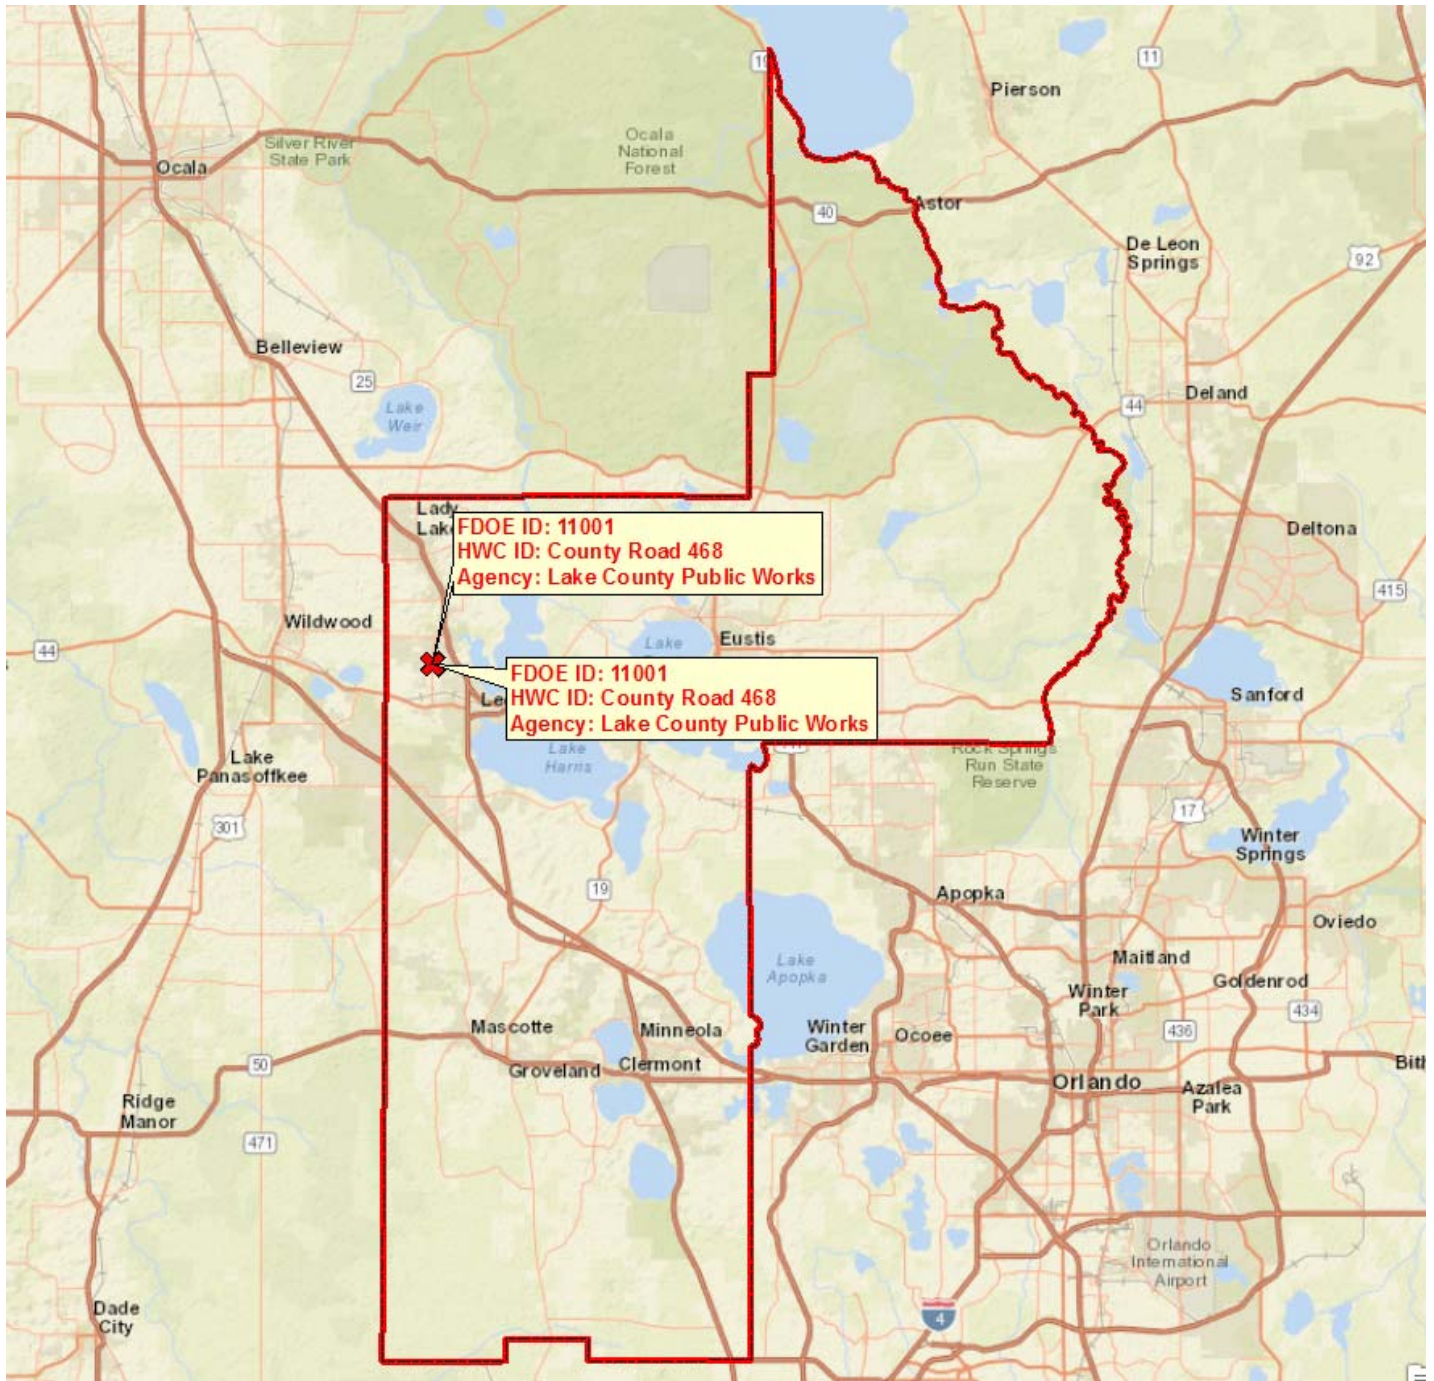 19
11
Pierson
Silver River
State Park
Ocala
National
Forest
Ocala
40
Astor
De Leon
Springs
92
Belleview
25
Lake
Weir
44
Deland
Lady
Lake
FDOE ID: 11001
HWC ID: County Road 468
Agency: Lake County Public Works
Deltona
415
Wildwood
44
Lake
Eustis
FDOE ID: 11001
HWC ID: County Road 468
Agency: Lake County Public Works
Sanford
Lake
Panasoffkee
Lake
Harris
Rock Springs
Run State
Reserve
17
301
Winter
Springs
19
Apopka
Oviedo
Lake
Apopka
Maitland
Goldenrod
Winter
Park
434
436
Mascotte
Minneola
Winter
Garden
Ocoee
50
Groveland
Clermont
Orlando
Azalea
Park
Ridge
Manor
471
Orlando
International
Airport
Dade
City
4